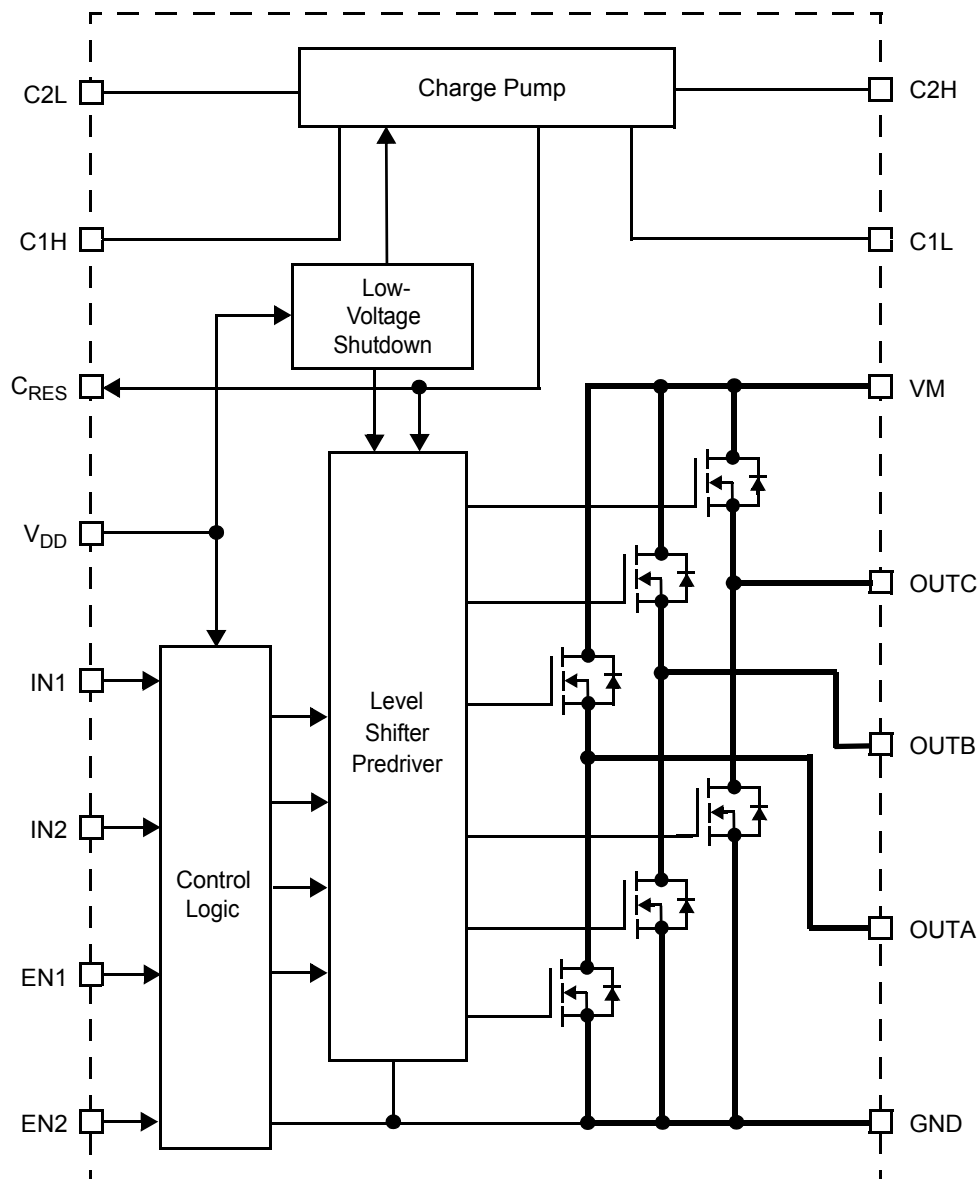 Charge Pump
C2L
C2H
C1H
C1L
Low-
Voltage
Shutdown
CRES
VM
VDD
OUTC
IN1
Level
Shifter
Predriver
OUTB
IN2
Control
Logic
OUTA
EN1
EN2
GND